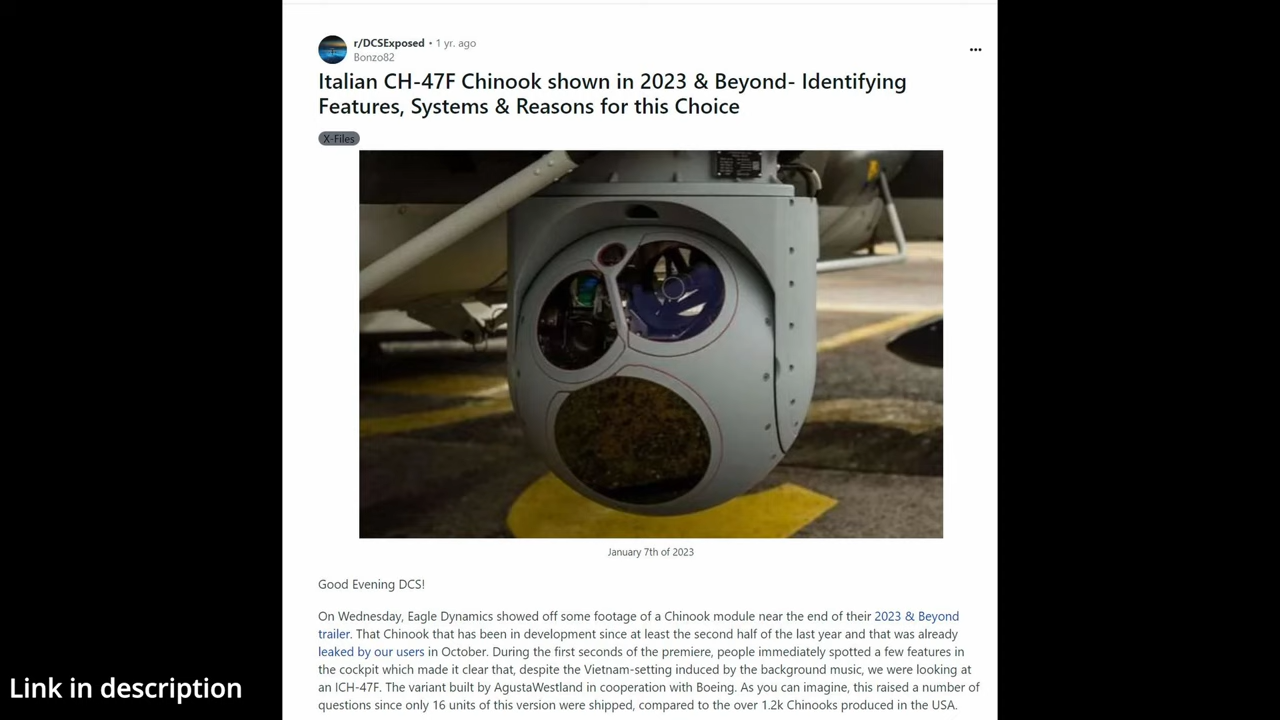 r/DCSExposed • 1 yr. ago
Bonzo82
Italian CH-47F Chinook shown in 2023 & Beyond- Identifying
Features, Systems & Reasons for this Choice
X-Files
January 7th of 2023
Good Evening DCS!
On Wednesday, Eagle Dynamics showed off some footage of a Chinook module near the end of their 2023 & Beyond
trailer. That Chinook that has been in development since at least the second half of the last year and that was already
leaked by our users in October. During the first seconds of the premiere, people immediately spotted a few features in
the cockpit which made it clear that, despite the Vietnam-setting induced by the background music, we were looking at
an ICH-47F. The variant built by AgustaWestland in cooperation with Boeing. As you can imagine, this raised a number of
questions since only 16 units of this version were shipped, compared to the over 1.2k Chinooks produced in the USA.
Link in description